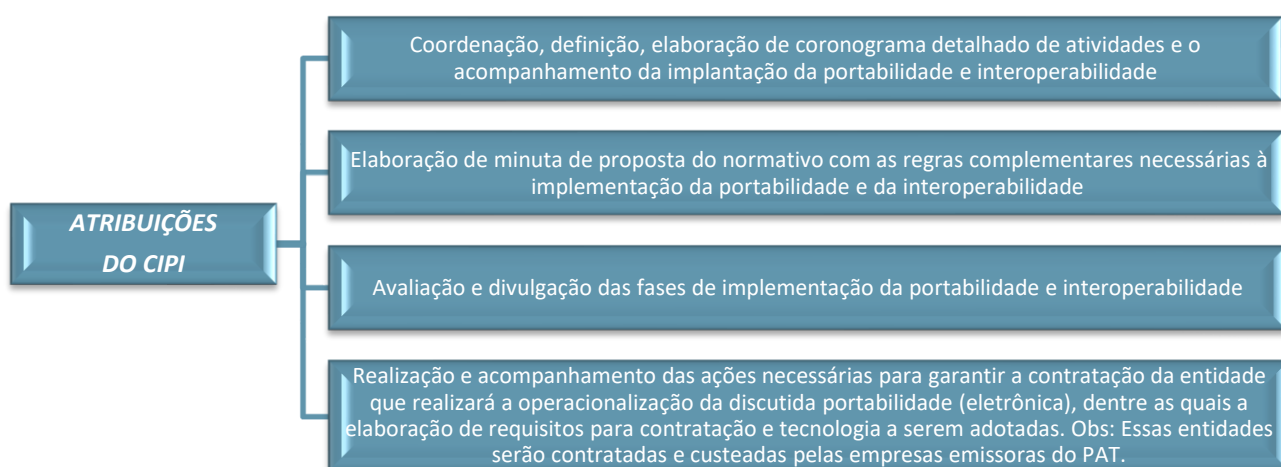 ATRIBUIÇÕES
DO CIPI
Coordenação, definição, elaboração de coronograma detalhado de atividades e o
acompanhamento da implantação da portabilidade e interoperabilidade
Elaboração de minuta de proposta do normativo com as regras complementares necessárias à
implementação da portabilidade e da interoperabilidade
Avaliação e divulgação das fases de implementação da portabilidade e interoperabilidade
Realização e acompanhamento das ações necessárias para garantir a contratação da entidade
que realizará a operacionalização da discutida portabilidade (eletrônica), dentre as quais a
elaboração de requisitos para contratação e tecnologia a serem adotadas. Obs: Essas entidades
serão contratadas e custeadas pelas empresas emissoras do PAT.